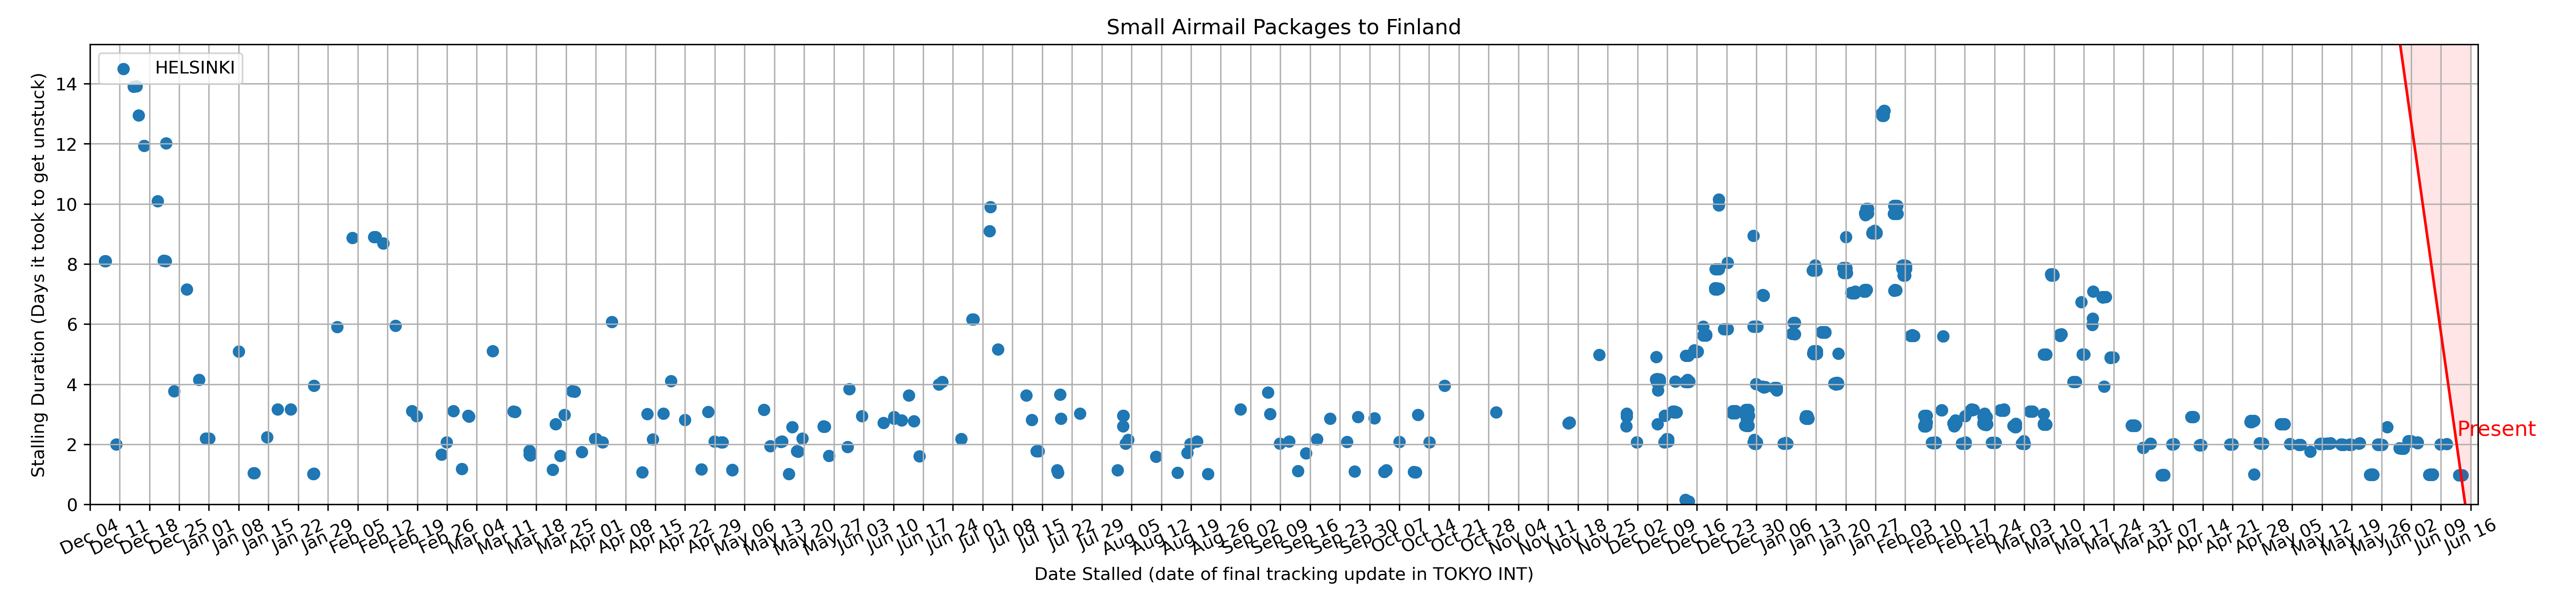 Small Airmail Packages to Finland
HELSINKI
Stalling Duration (Days it took to get unstuck)
14
12
10
8
6
4
2
0
Present
Dec 04
Dec 11
Dec 18
Dec 25
Jan 01
Jan 08
Jan 15
Jan 22
Jan 29
Feb 05
Feb 12
Feb 19
Feb 26
Mar 04
Mar 11
Mar 18
Mar 25
Apr 01
Apr 08
Apr 15
Apr 22
Apr 29
May 06
May 13
May 20
May 27
Jun 03
Jun 10
Jun 17
Jun 24
Jul 01
Jul 08
Jul 15
Jul 22
Jul 29
Aug 05
Aug 12
Aug 19
Aug 26
Sep 02
Sep 09
Sep 16
Sep 23
Sep 30
Oct 07
Oct 14
Oct 21
Oct 28
Nov 04
Nov 11
Nov 18
Nov 25
Dec 02
Dec 09
Dec 16
Dec 23
Dec 30
Jan 06
Jan 13
Jan 20
Jan 27
Feb 03
Feb 10
Feb 17
Feb 24
Mar 03
Mar 10
Mar 17
Mar 24
Mar 31
Apr 07
Apr 14
Apr 21
Apr 28
May 05
May 12
May 19
May 26
Jun 02
Jun 09
Jun 16
Date Stalled (date of final tracking update in TOKYO INT)